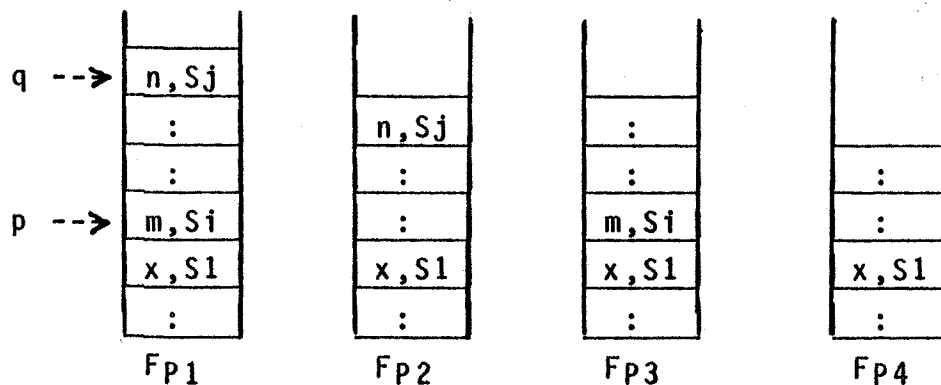 q --> n,Sj
: n,Sj :
: : : :
p --> m,Si : m,Si :
x,S1 x,S1 x,S1 x,S1
: : : :
FP1 FP2 FP3 FP4